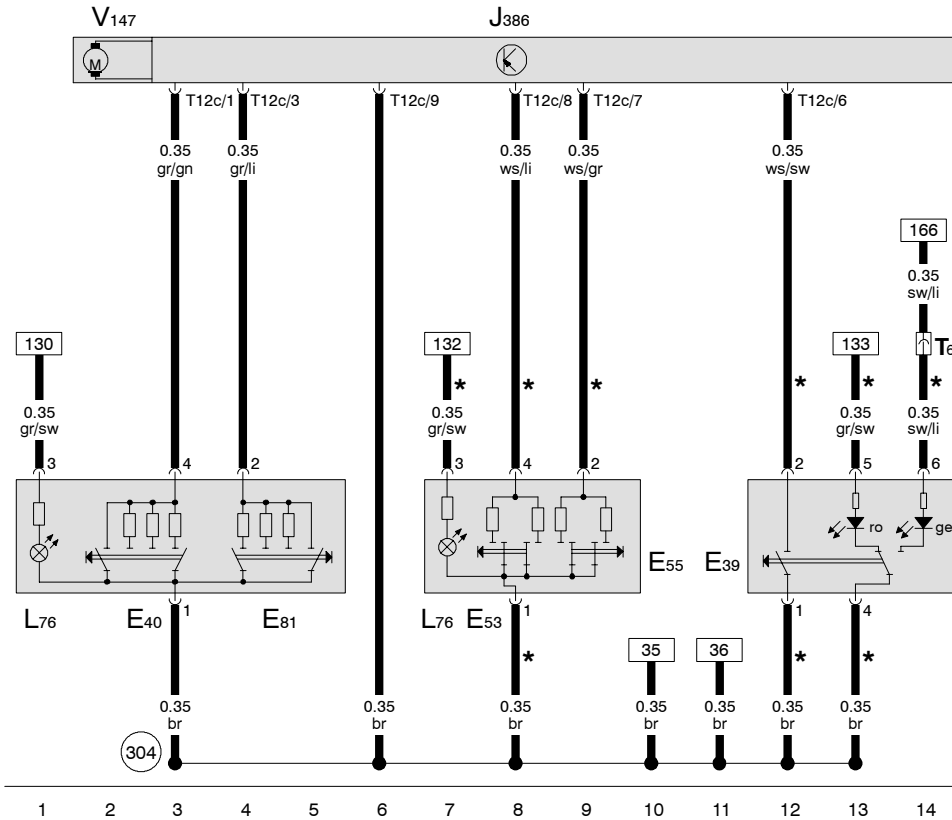 V147 J386
M
T12c/1 T12c/3 T12c/9 T12c/8 T12c/7 T12c/6
0.35 0.35 0.35 0.35 0.35
gr/gn gr/li ws/li ws/gr ws/sw
166
0.35
sw/li
130 132 133 T6
* * * * * *
0.35 0.35 0.35 0.35
gr/sw gr/sw gr/sw sw/li
3 4 2 3 4 2 2 5 6
ro ge
E55 E39
L76 E40 1 E81 L76 E53 1 1 4
35 36
* * *
0.35 0.35 0.35 0.35 0.35 0.35 0.35
br br br br br br br
304
1 2 3 4 5 6 7 8 9 10 11 12 13 14